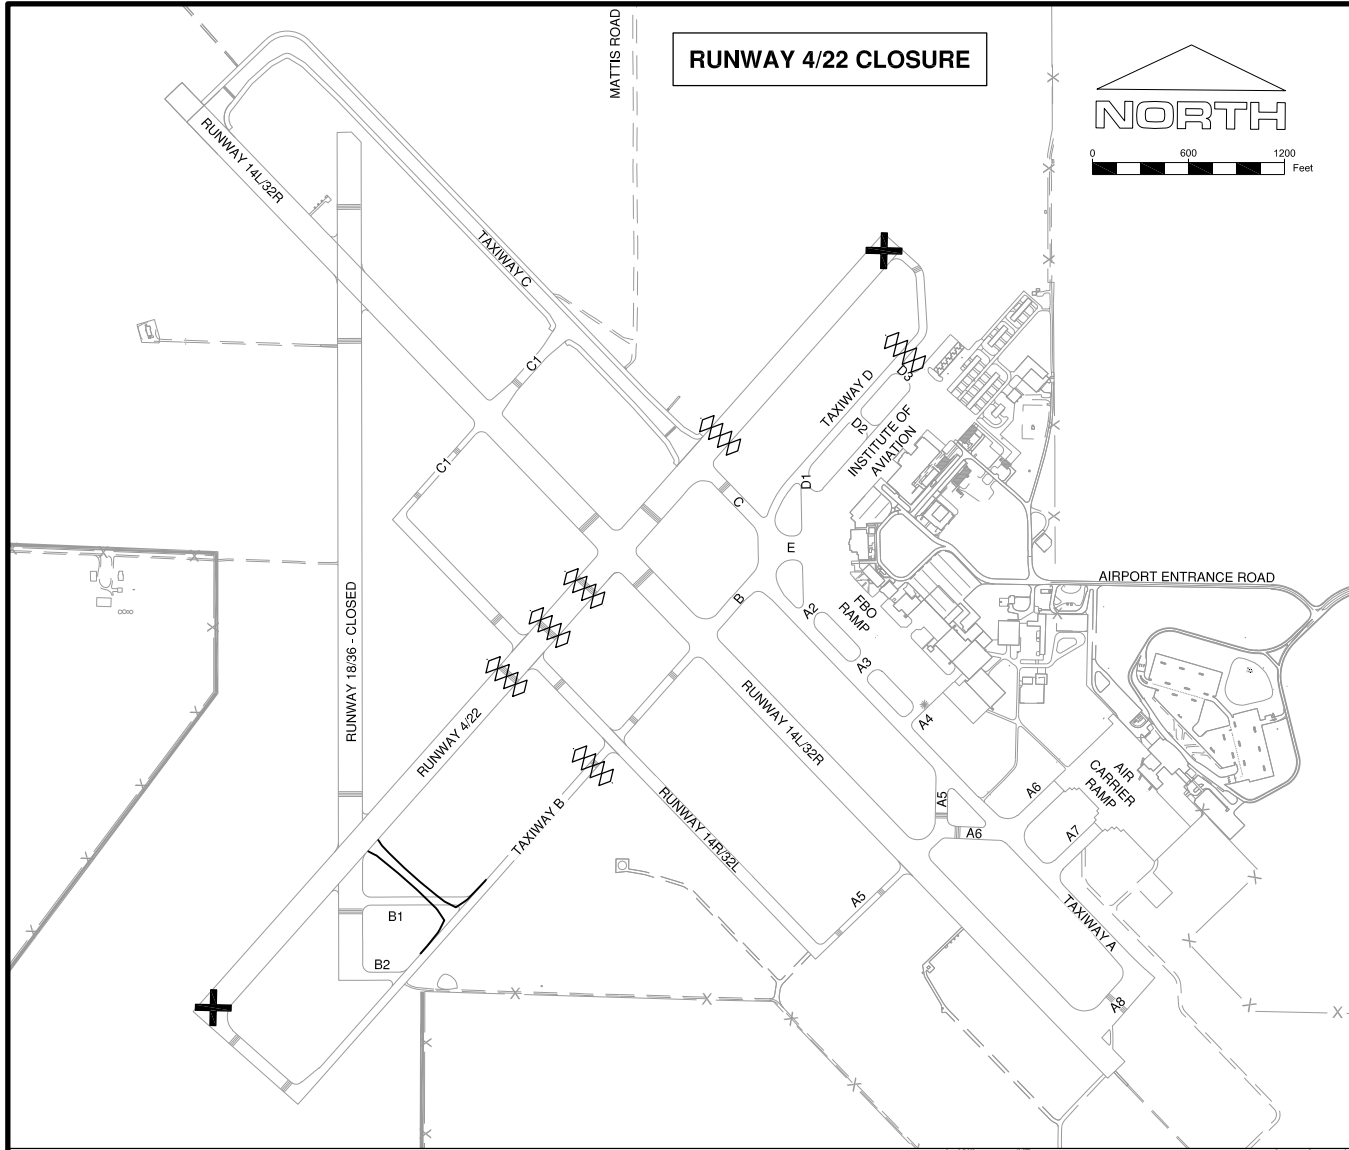 RUNWAY 4/22 CLOSURE
MATTIS ROAD
NORTH
0 600 1200
Feet
RUNWAY 14L/32R
TAXIWAY C
C1
C1
TAXIWAY D
D3
D2
D1
INSTITUTE OF
AVIATION
C
E
B
AIRPORT ENTRANCE ROAD
FBO
RAMP
A2
A3
A4
RUNWAY 18/36 - CLOSED
RUNWAY 4/22
RUNWAY 14L/32R
AIR
CARRIER
RAMP
A5
A6
A6
A7
TAXIWAY B
RUNWAY 14R/32L
A5
B1
B2
TAXIWAY A
A8